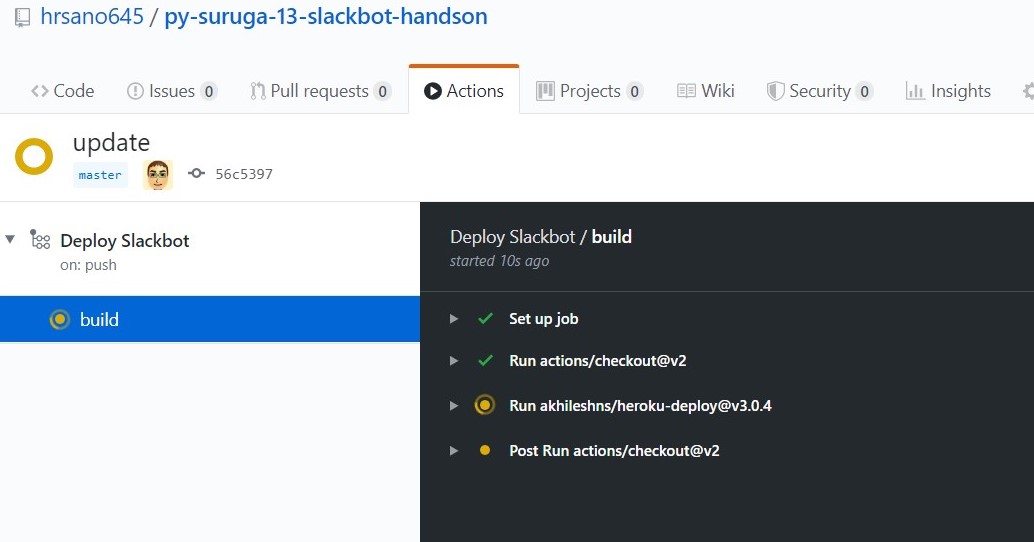 hrsano645 / py-suruga-13-slackbot-handson
Code Issues 0 Pull requests 0 Actions Projects 0 Wiki Security 0 Insights
update
master 56c5397
Deploy Slackbot
on: push
build
Deploy Slackbot / build
started 10s ago
Set up job
Run actions/checkout@v2
Run akhileshns/heroku-deploy@v3.0.4
Post Run actions/checkout@v2